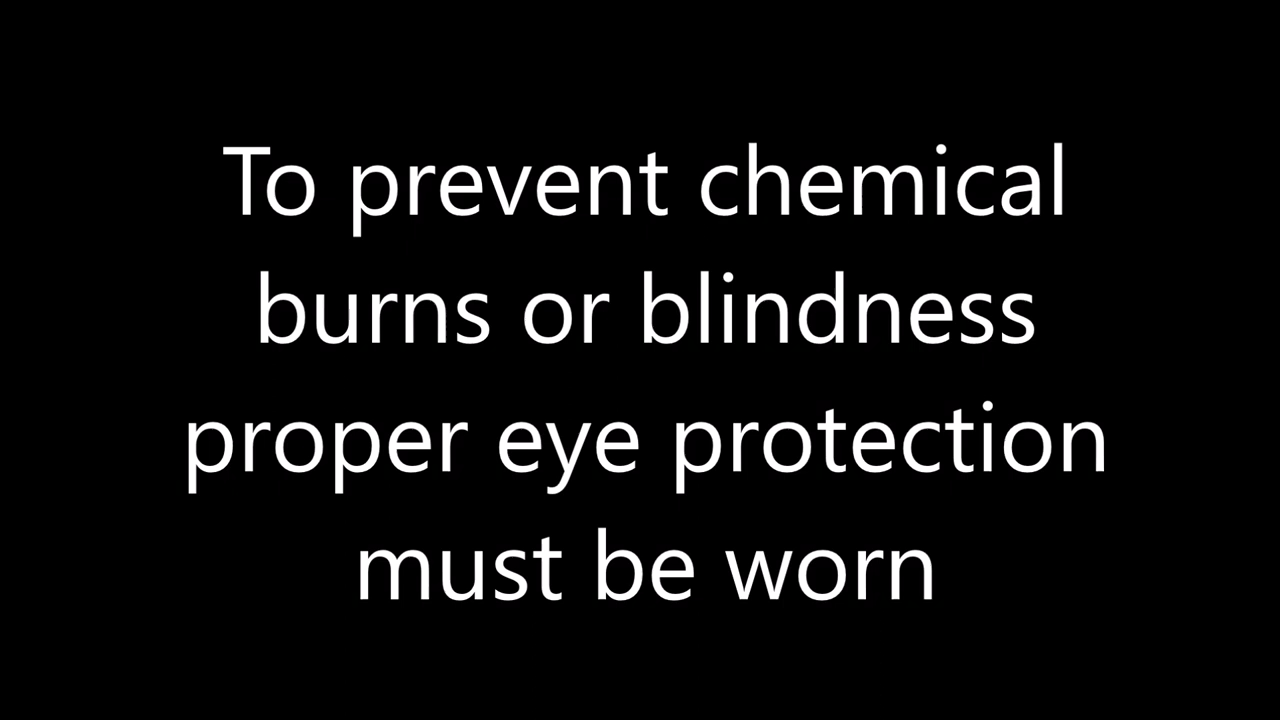 To prevent chemical
burns or blindness
proper eye protection
must be worn